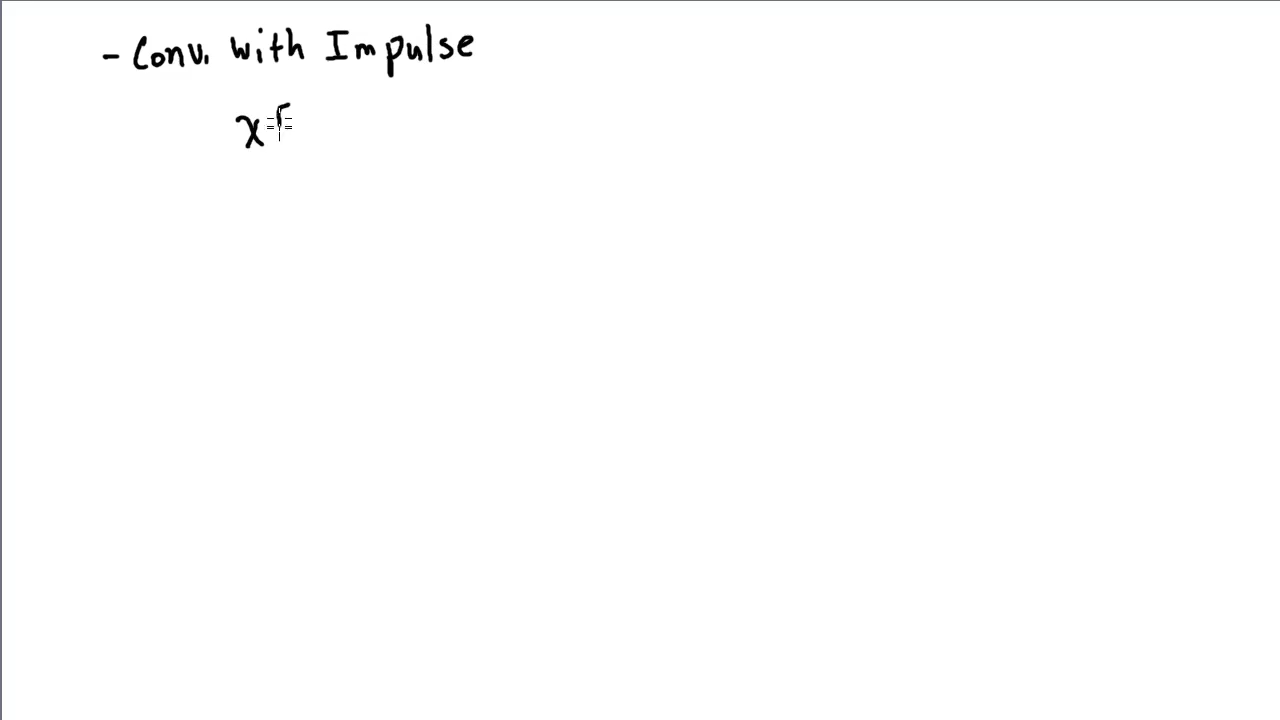 - Conv. with Impulse
x[